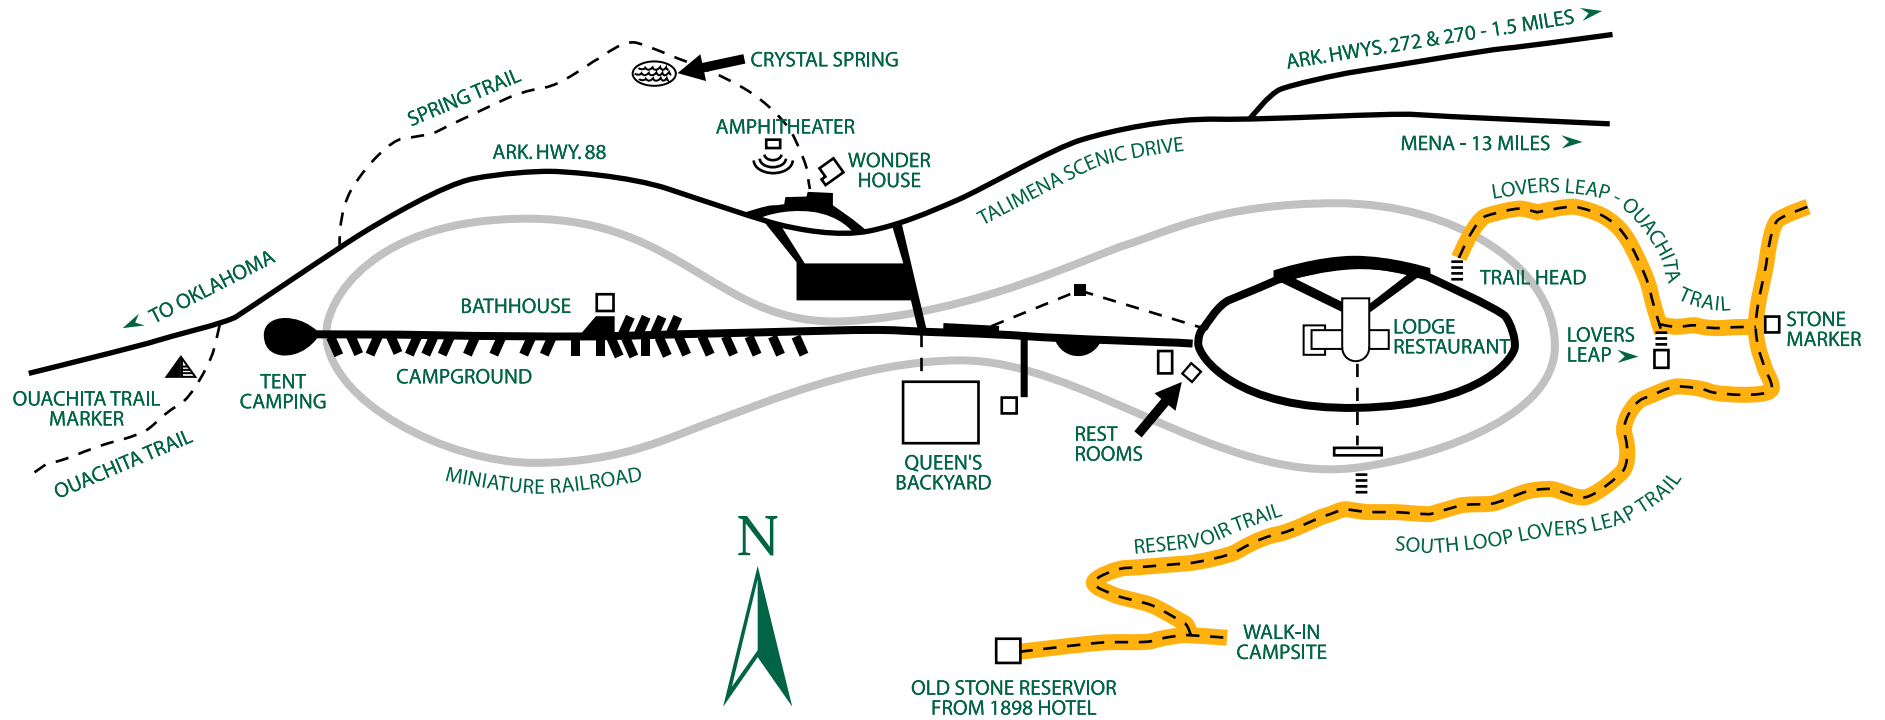 ARK. HWYS. 272 & 270 - 1.5 MILES
CRYSTAL SPRING
SPRING TRAIL
AMPHITHEATER
MENA - 13 MILES
ARK. HWY. 88
WONDER
HOUSE
TALIMENA SCENIC DRIVE
LOVERS LEAP - OUACHITA TRAIL
TO OKLAHOMA
TRAIL HEAD
BATHHOUSE
LODGE
RESTAURANT
LOVERS
LEAP
STONE
MARKER
OUACHITA TRAIL
MARKER
TENT
CAMPING
CAMPGROUND
OUACHITA TRAIL
MINIATURE RAILROAD
QUEEN'S
BACKYARD
REST
ROOMS
RESERVOIR TRAIL
SOUTH LOOP LOVERS LEAP TRAIL
N
WALK-IN
CAMPSITE
OLD STONE RESERVIOR
FROM 1898 HOTEL